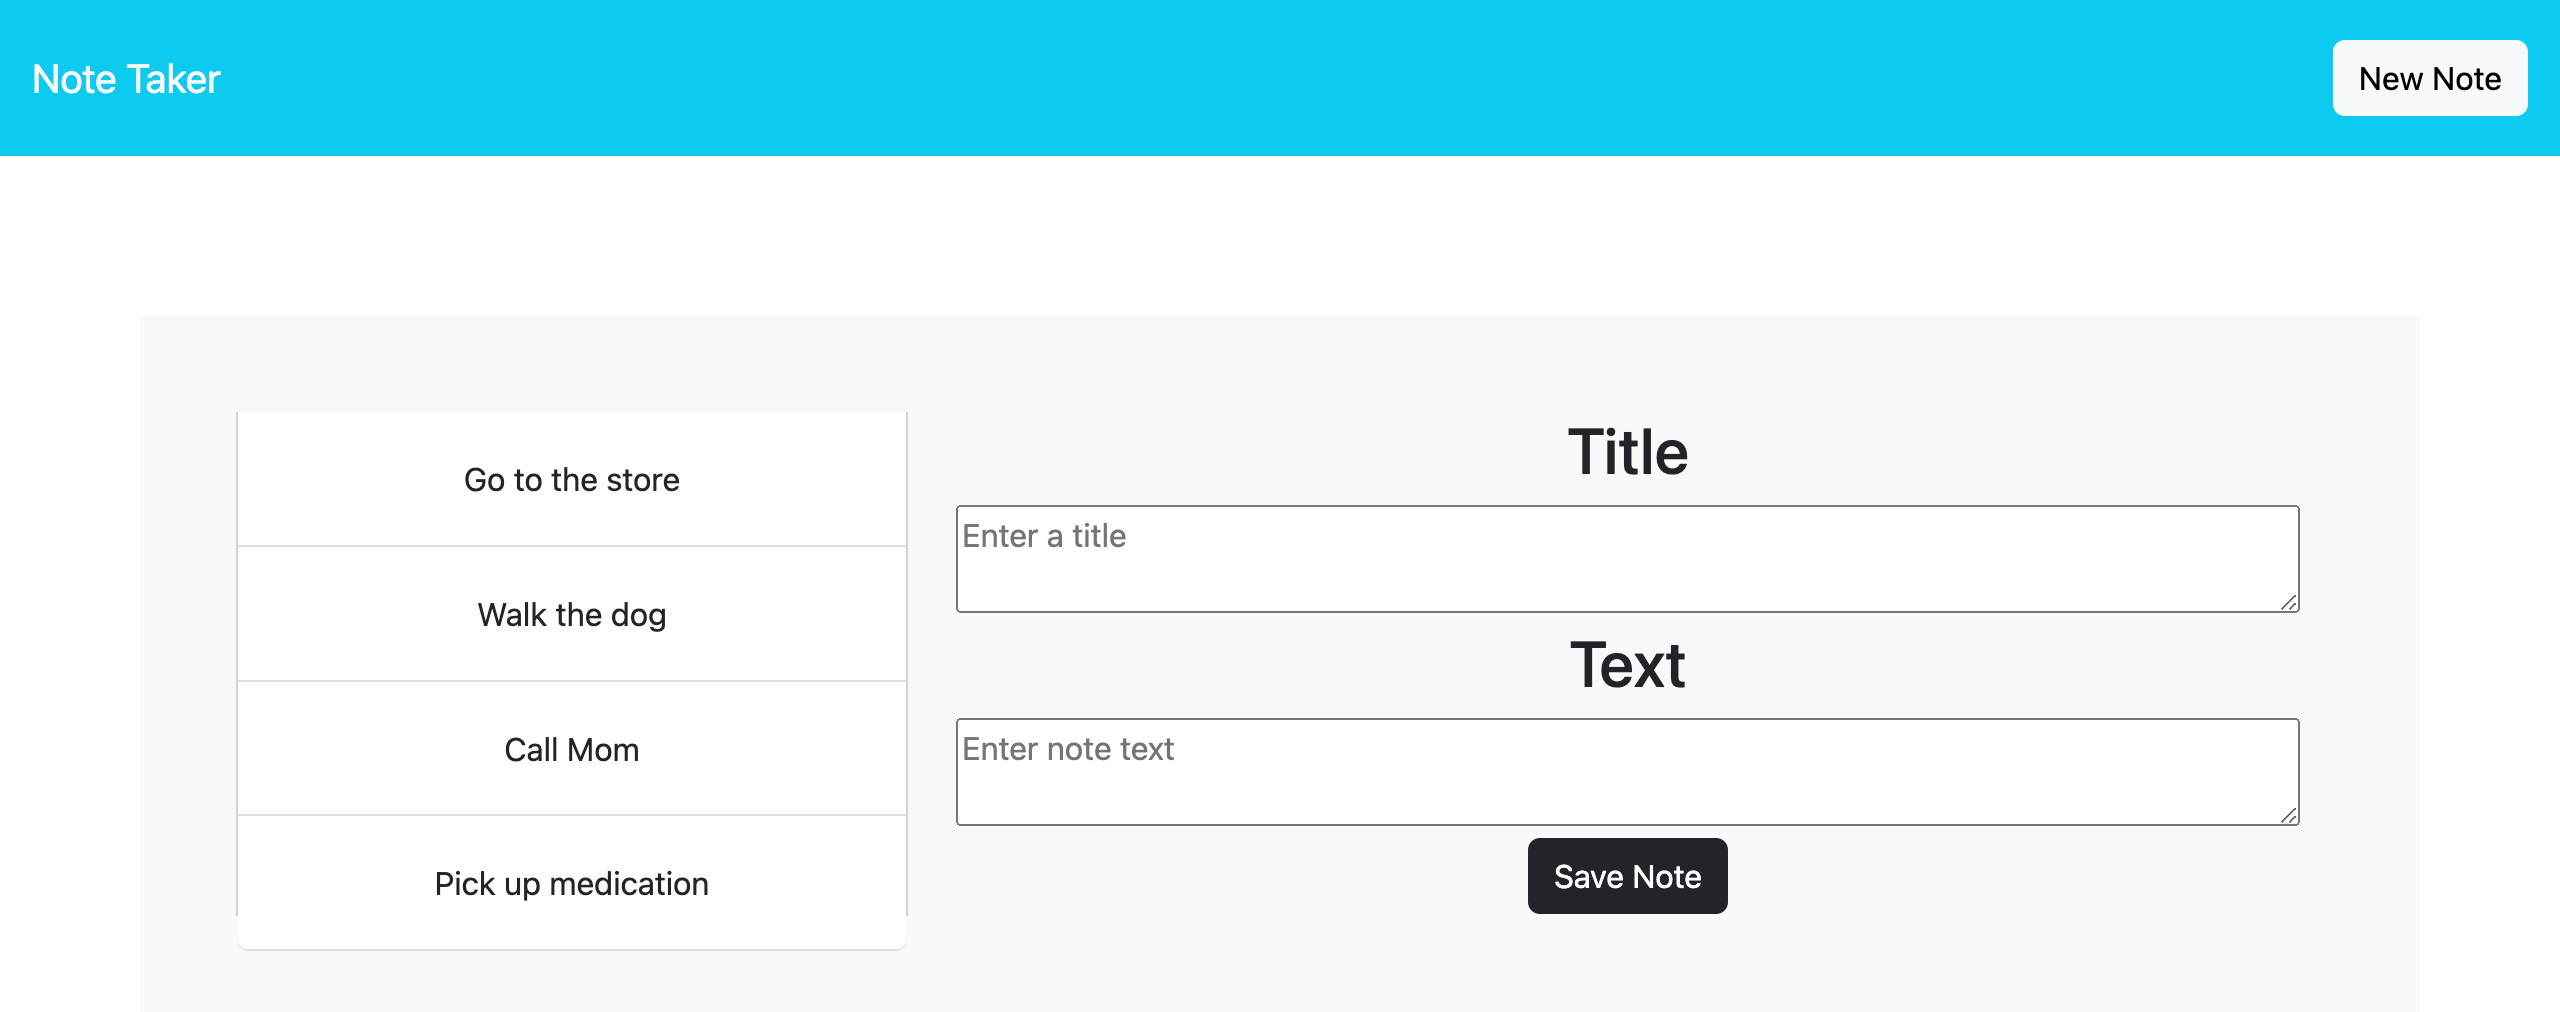 Note Taker
New Note
Go to the store
Walk the dog
Call Mom
Pick up medication
Title
Enter a title
Text
Enter note text
Save Note